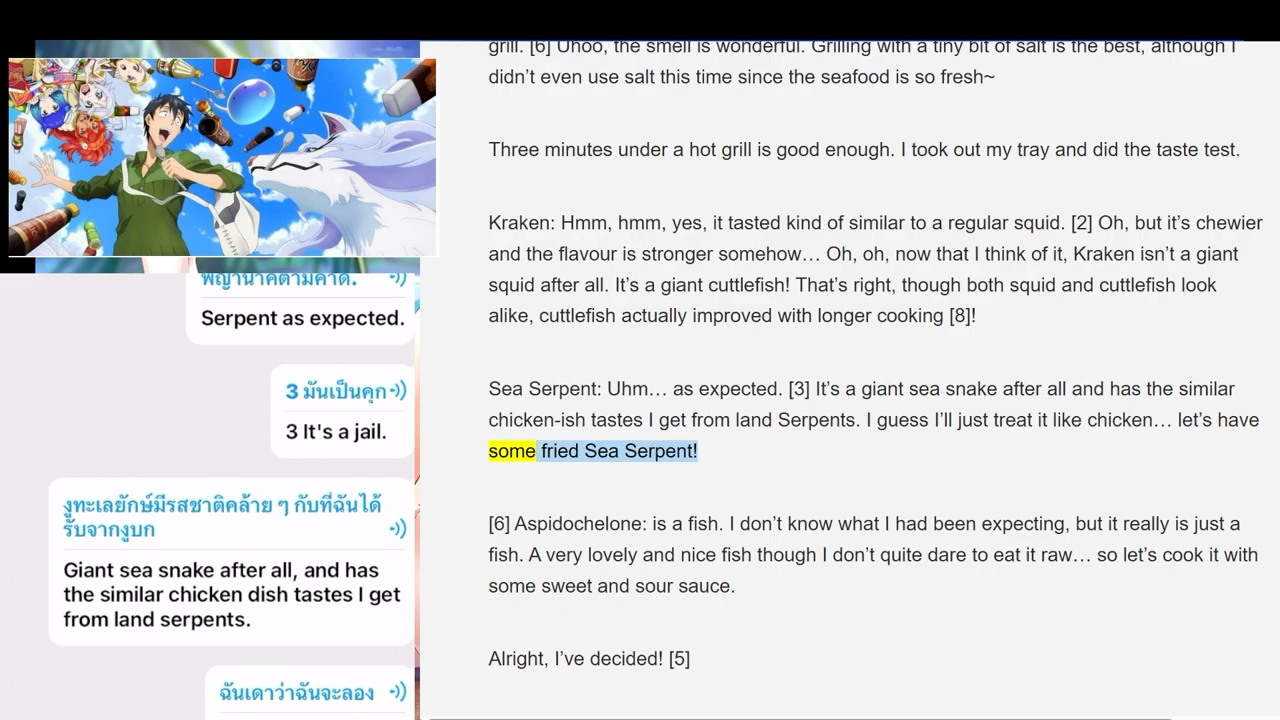 พญานาคตามคาด.
Serpent as expected.
3 มันเป็นคุก
3 It's a jail.
งูทะเลยักษ์มีรสชาติคล้าย ๆ กับที่ฉันได้
รับจากงูบก
Giant sea snake after all, and has
the similar chicken dish tastes I get
from land serpents.
ฉันเดาว่าฉันจะลอง
grill. [6] Uhoo, the smell is wonderful. Grilling with a tiny bit of salt is the best, although I
didn’t even use salt this time since the seafood is so fresh~
Three minutes under a hot grill is good enough. I took out my tray and did the taste test.
Kraken: Hmm, hmm, yes, it tasted kind of similar to a regular squid. [2] Oh, but it’s chewier
and the flavour is stronger somehow… Oh, oh, now that I think of it, Kraken isn’t a giant
squid after all. It’s a giant cuttlefish! That’s right, though both squid and cuttlefish look
alike, cuttlefish actually improved with longer cooking [8]!
Sea Serpent: Uhm… as expected. [3] It’s a giant sea snake after all and has the similar
chicken-ish tastes I get from land Serpents. I guess I’ll just treat it like chicken… let’s have
some fried Sea Serpent!
[6] Aspidochelone: is a fish. I don’t know what I had been expecting, but it really is just a
fish. A very lovely and nice fish though I don’t quite dare to eat it raw… so let’s cook it with
some sweet and sour sauce.
Alright, I’ve decided! [5]